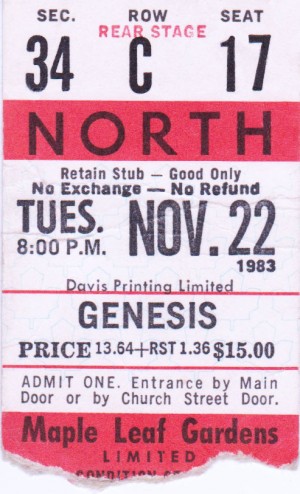 SEC. ROW SEAT
REAR STAGE
34 C 17
NORTH
Retain Stub — Good Only
No Exchange — No Refund
TUES. NOV. 22
8:00 P.M. 1983
Davis Printing Limited
GENESIS
PRICE 13.64+RST 1.36 $15.00
ADMIT ONE. Entrance by Main
Door or by Church Street Door.
Maple Leaf Gardens
LIMITED